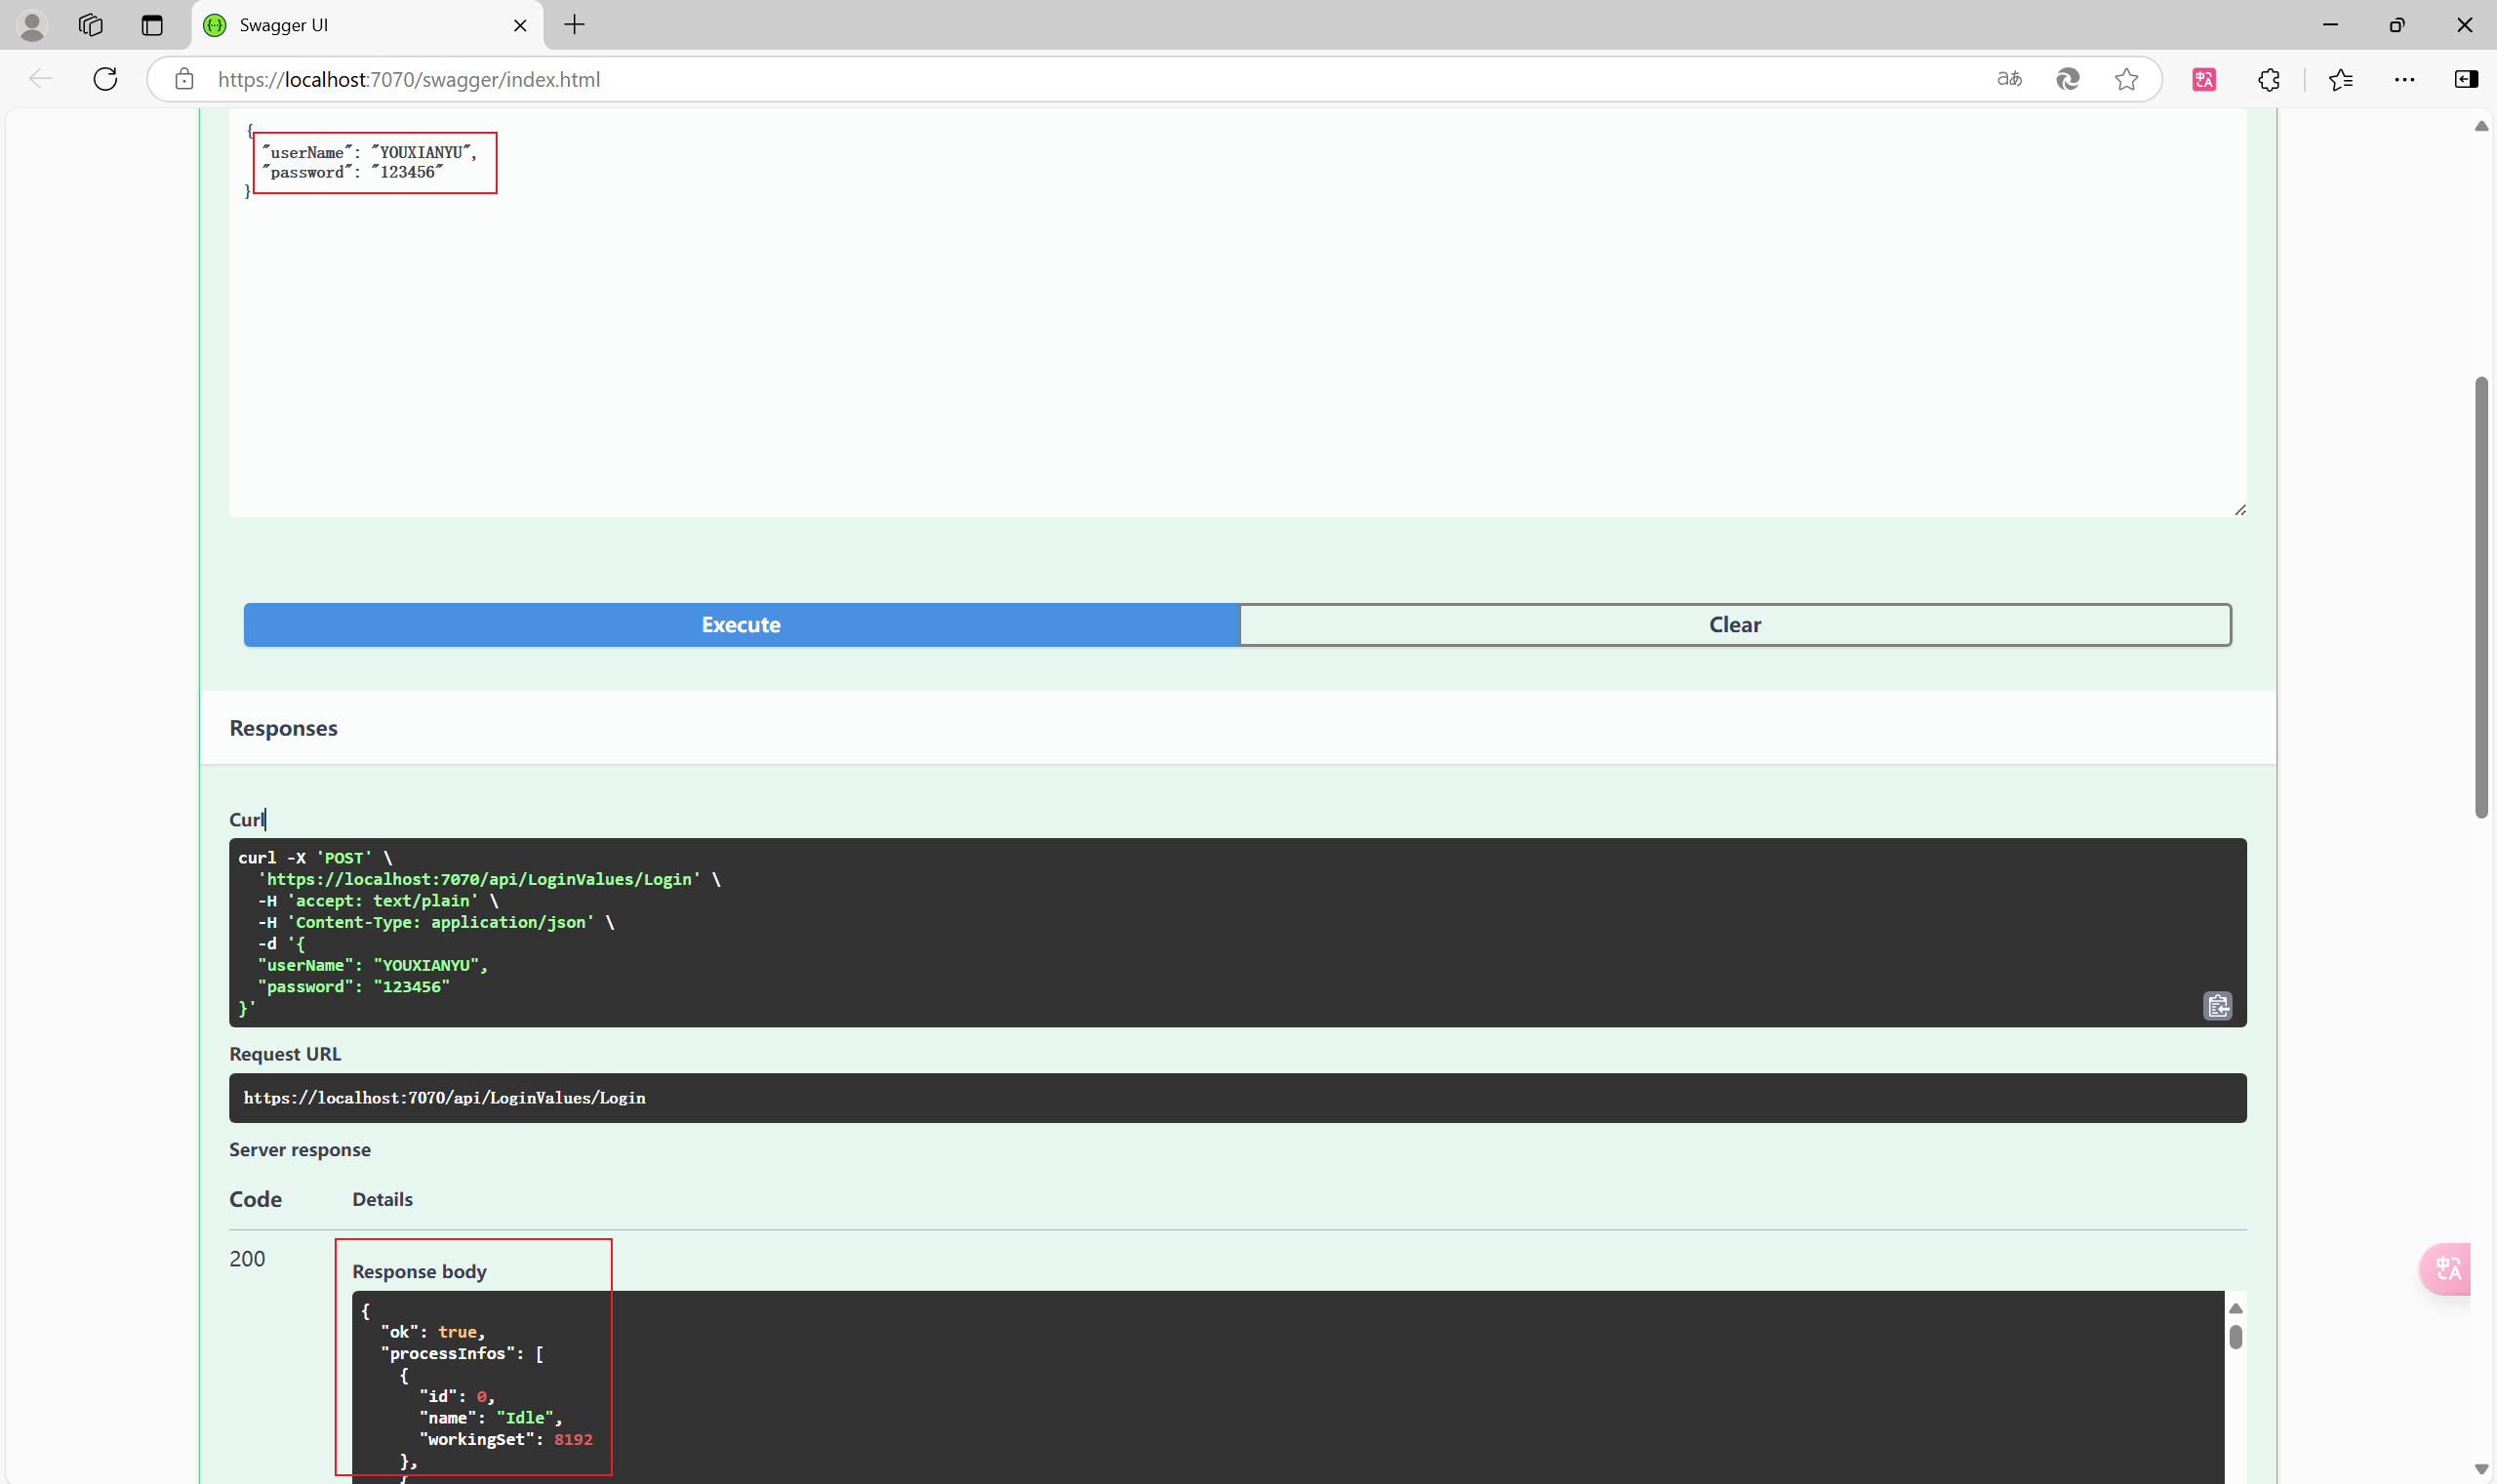 Swagger UI
https://localhost:7070/swagger/index.html
{
"userName": "YOUXIANYU",
"password": "123456"
}
Execute
Clear
Responses
Curl
curl -X 'POST' \
'https://localhost:7070/api/LoginValues/Login' \
-H 'accept: text/plain' \
-H 'Content-Type: application/json' \
-d '{
"userName": "YOUXIANYU",
"password": "123456"
}'
Request URL
https://localhost:7070/api/LoginValues/Login
Server response
Code Details
200
Response body
{
"ok": true,
"processInfos": [
{
"id": 0,
"name": "Idle",
"workingSet": 8192
},
{